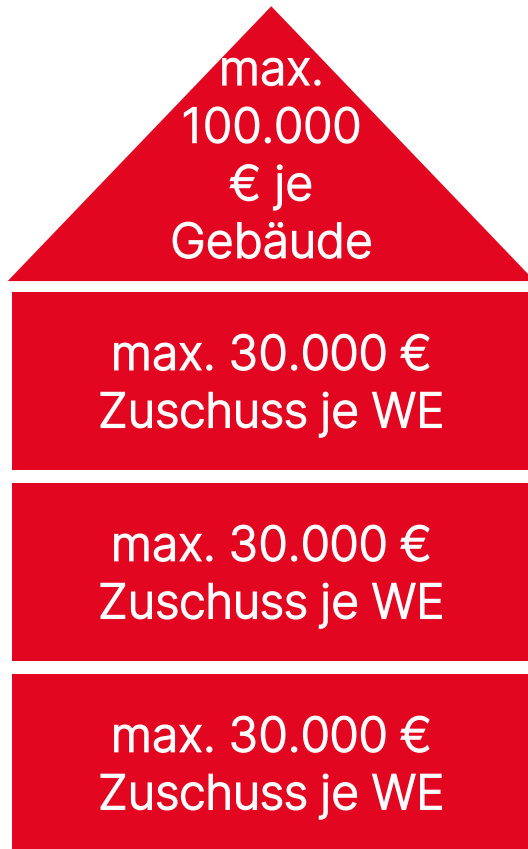 max.
100.000
€ je
Gebäude
max. 30.000 €
Zuschuss je WE
max. 30.000 €
Zuschuss je WE
max. 30.000 €
Zuschuss je WE